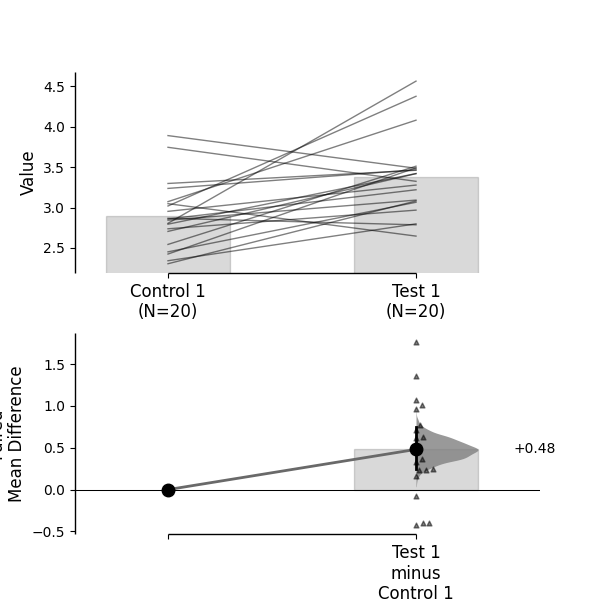 4.5
4.0
3.5
3.0
2.5
Value
Control 1
(N=20)
Test 1
(N=20)
1.5
1.0
0.5
0.0
−0.5
Mean Difference
+0.48
Test 1
minus
Control 1